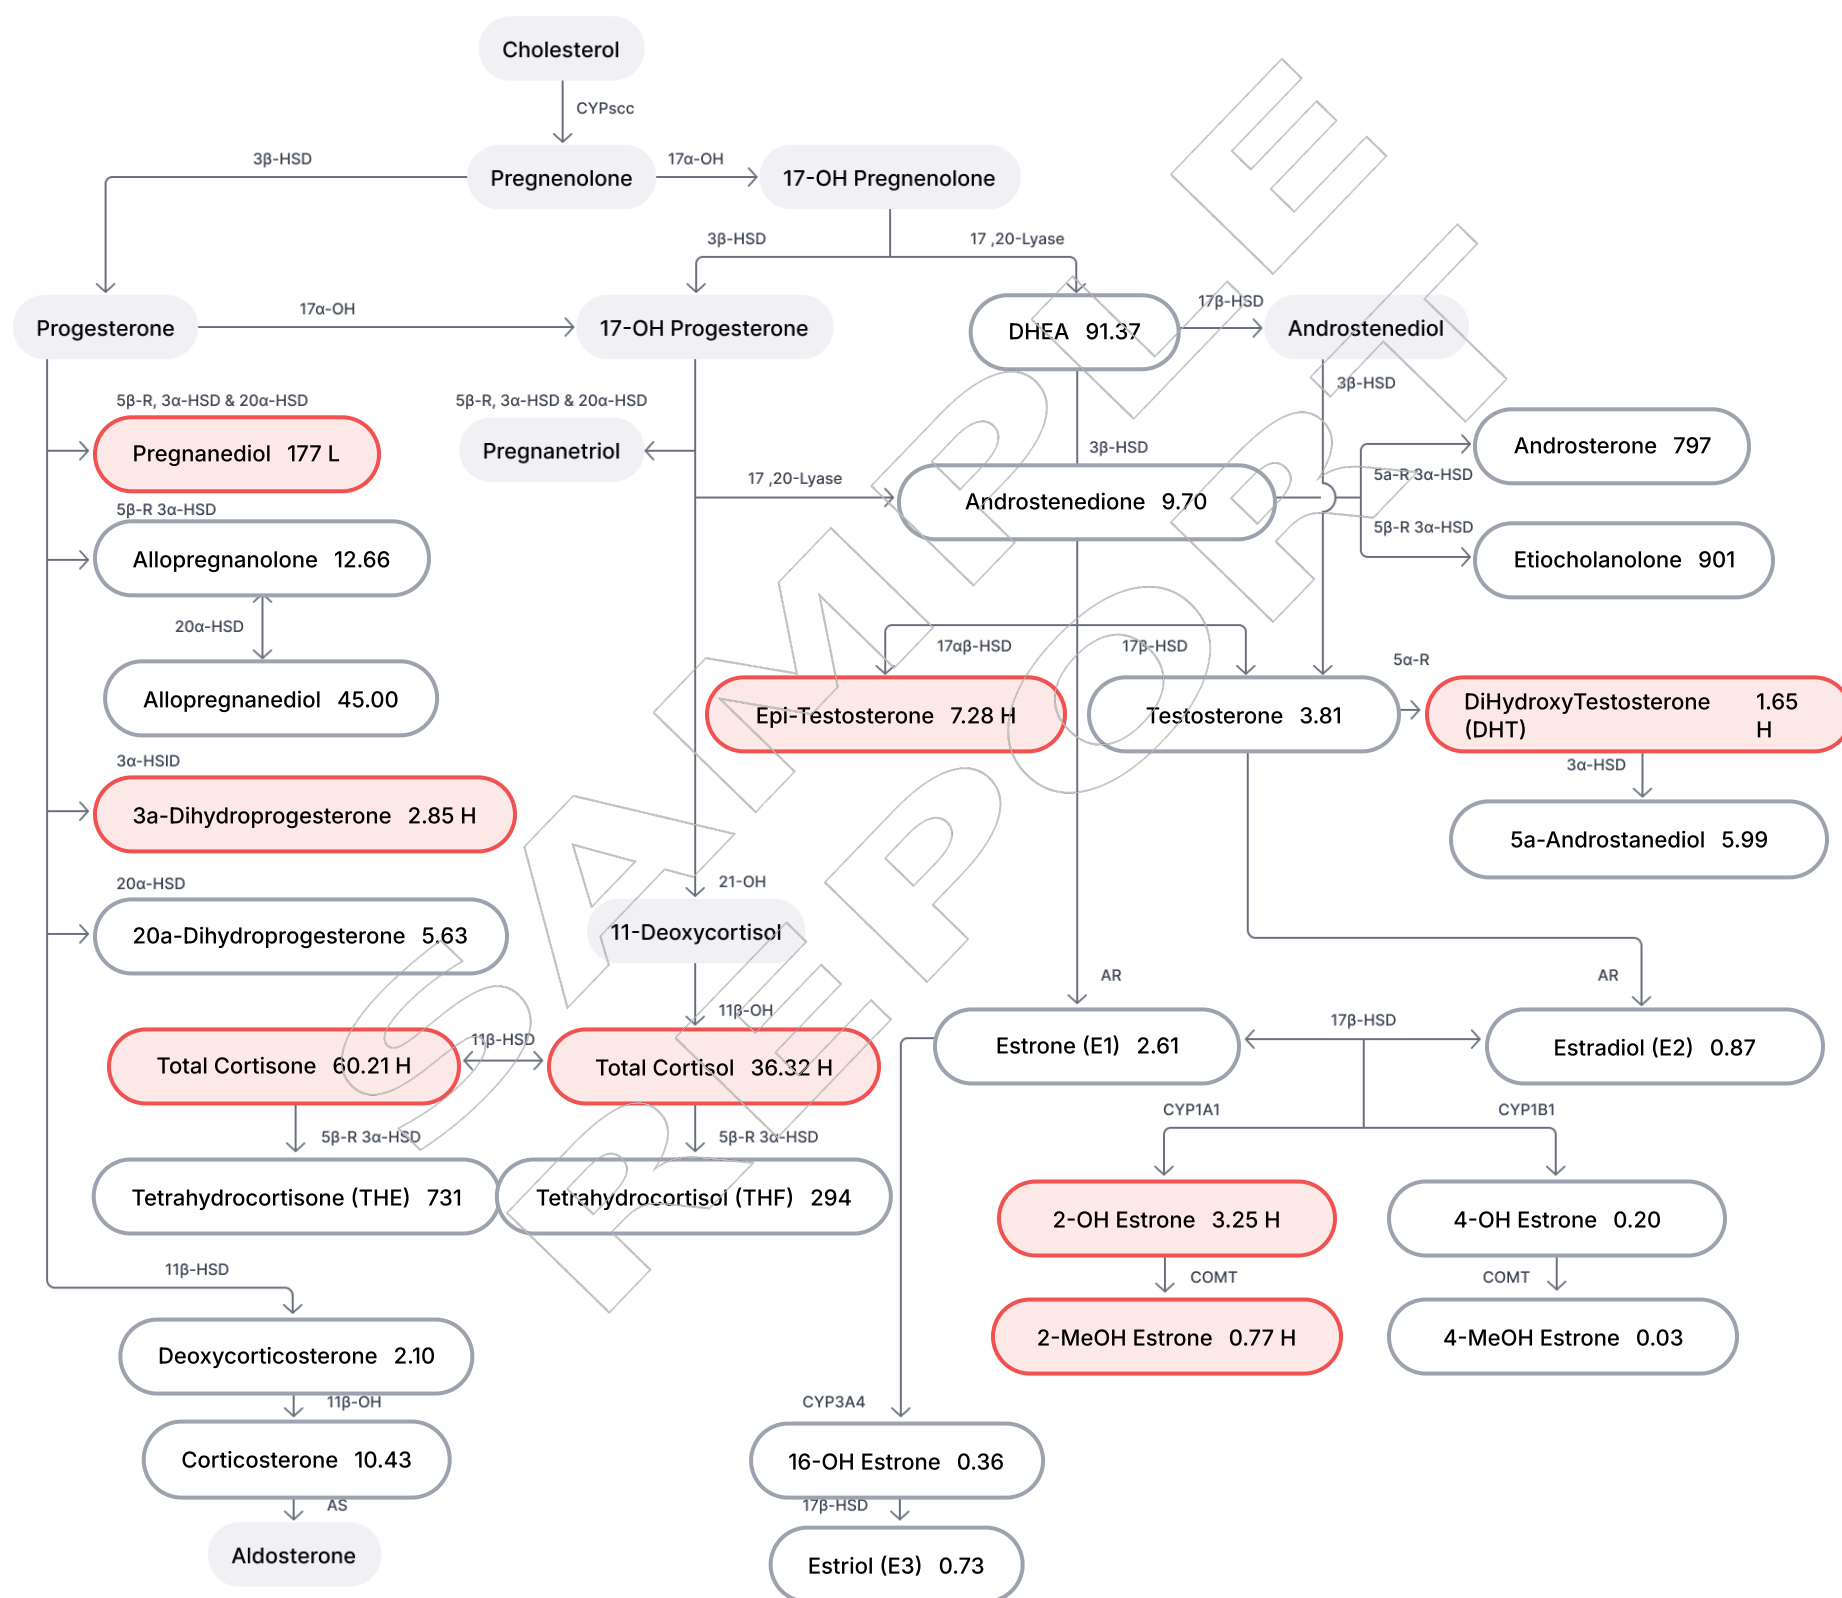 Cholesterol
CYPscc
3β-HSD
Pregnenolone
17α-OH
17-OH Pregnenolone
3β-HSD
17 ,20-Lyase
Progesterone
17α-OH
17-OH Progesterone
DHEA 91.37
17β-HSD
Androstenediol
3β-HSD
5β-R, 3α-HSD & 20α-HSD
5β-R, 3α-HSD & 20α-HSD
Pregnanediol 177 L
Pregnanetriol
3β-HSD
Androsterone 797
17 ,20-Lyase
5a-R 3α-HSD
5β-R 3α-HSD
Androstenedione 9.70
5β-R 3α-HSD
Allopregnanolone 12.66
Etiocholanolone 901
20α-HSD
17αβ-HSD
17β-HSD
5α-R
Allopregnanediol 45.00
Epi-Testosterone 7.28 H
Testosterone 3.81
DiHydroxyTestosterone 1.65
(DHT) H
3α-HSID
3α-HSD
3a-Dihydroprogesterone 2.85 H
5a-Androstanediol 5.99
20α-HSD
21-OH
20a-Dihydroprogesterone 5.63
11-Deoxycortisol
AR
AR
11β-OH
17β-HSD
Total Cortisone 60.21 H
11β-HSD
Total Cortisol 36.32 H
Estrone (E1) 2.61
Estradiol (E2) 0.87
CYP1A1
CYP1B1
5β-R 3α-HSD
5β-R 3α-HSD
Tetrahydrocortisone (THE) 731
Tetrahydrocortisol (THF) 294
2-OH Estrone 3.25 H
4-OH Estrone 0.20
11β-HSD
COMT
COMT
2-MeOH Estrone 0.77 H
4-MeOH Estrone 0.03
Deoxycorticosterone 2.10
11β-OH
CYP3A4
Corticosterone 10.43
16-OH Estrone 0.36
AS
17β-HSD
Aldosterone
Estriol (E3) 0.73
SAMPLE
REPORT